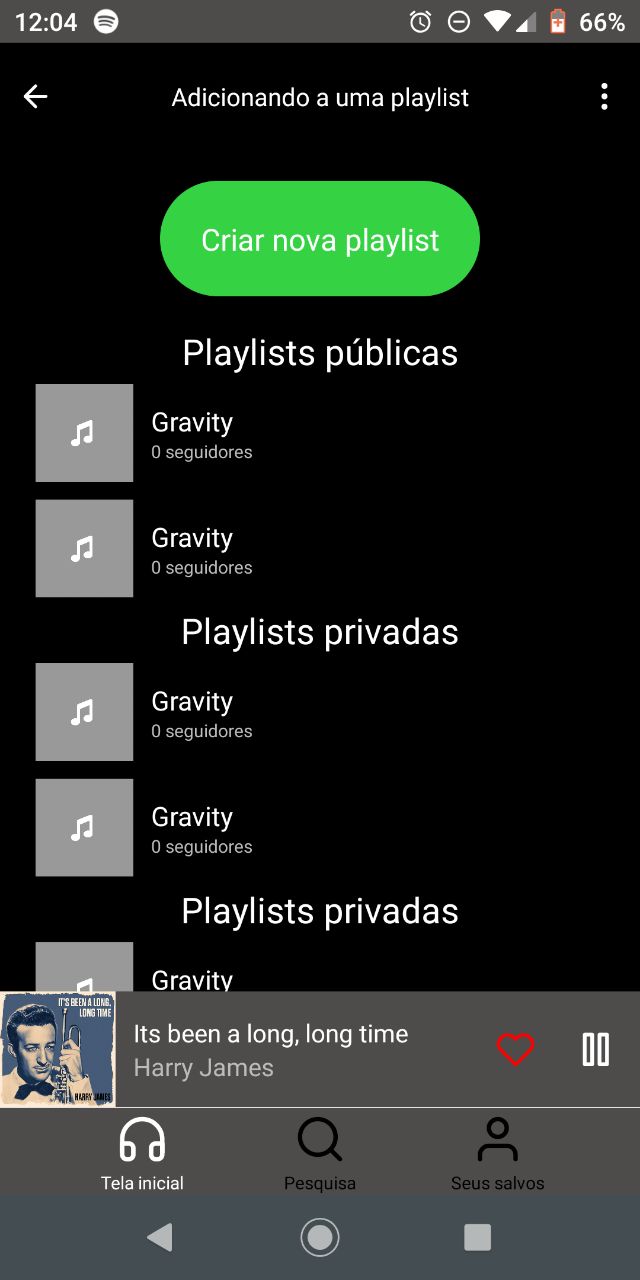 12:04
66%
Adicionando a uma playlist
Criar nova playlist
Playlists públicas
Gravity
0 seguidores
Gravity
0 seguidores
Playlists privadas
Gravity
0 seguidores
Gravity
0 seguidores
Playlists privadas
Gravity
IT'S BEEN A LONG,
LONG TIME
HARRY JAMES
Its been a long, long time
Harry James
Tela inicial
Pesquisa
Seus salvos